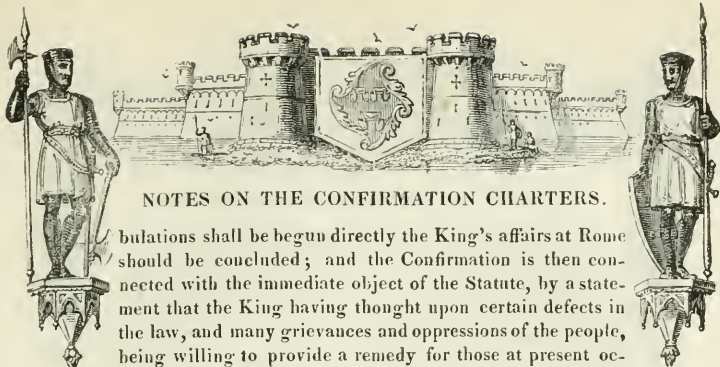 NOTES ON THE CONFIRMATION CHARTERS.
bulations shall be begun directly the King's affairs at Rome
should be concluded; and the Confirmation is then con-
nected with the immediate object of the Statute, by a state-
ment that the King having thought upon certain defects in
the law, and many grievances and oppressions of the people,
being willing to provide a remedy for those at present oc-